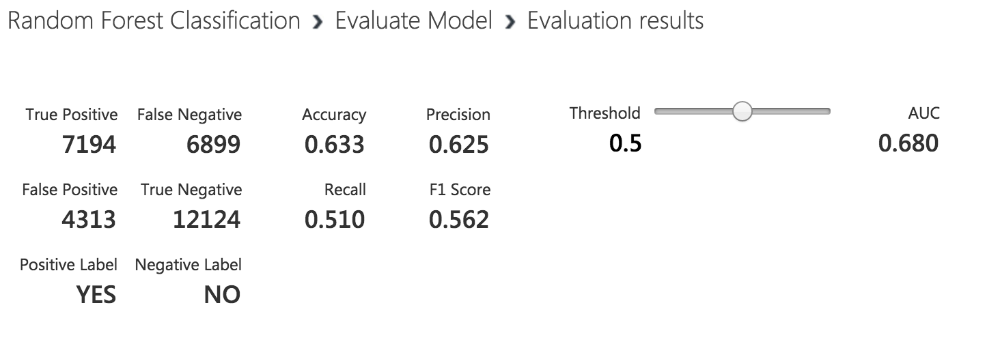 Random Forest Classification › Evaluate Model › Evaluation results
True Positive False Negative Accuracy Precision Threshold AUC
7194 6899 0.633 0.625 0.5 0.680
False Positive True Negative Recall F1 Score
4313 12124 0.510 0.562
Positive Label Negative Label
YES NO